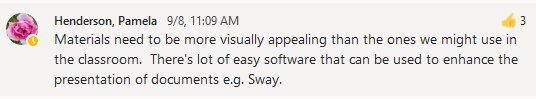 Henderson, Pamela 9/8, 11:09 AM 3
Materials need to be more visually appealing than the ones we might use in
the classroom. There's lot of easy software that can be used to enhance the
presentation of documents e.g. Sway.